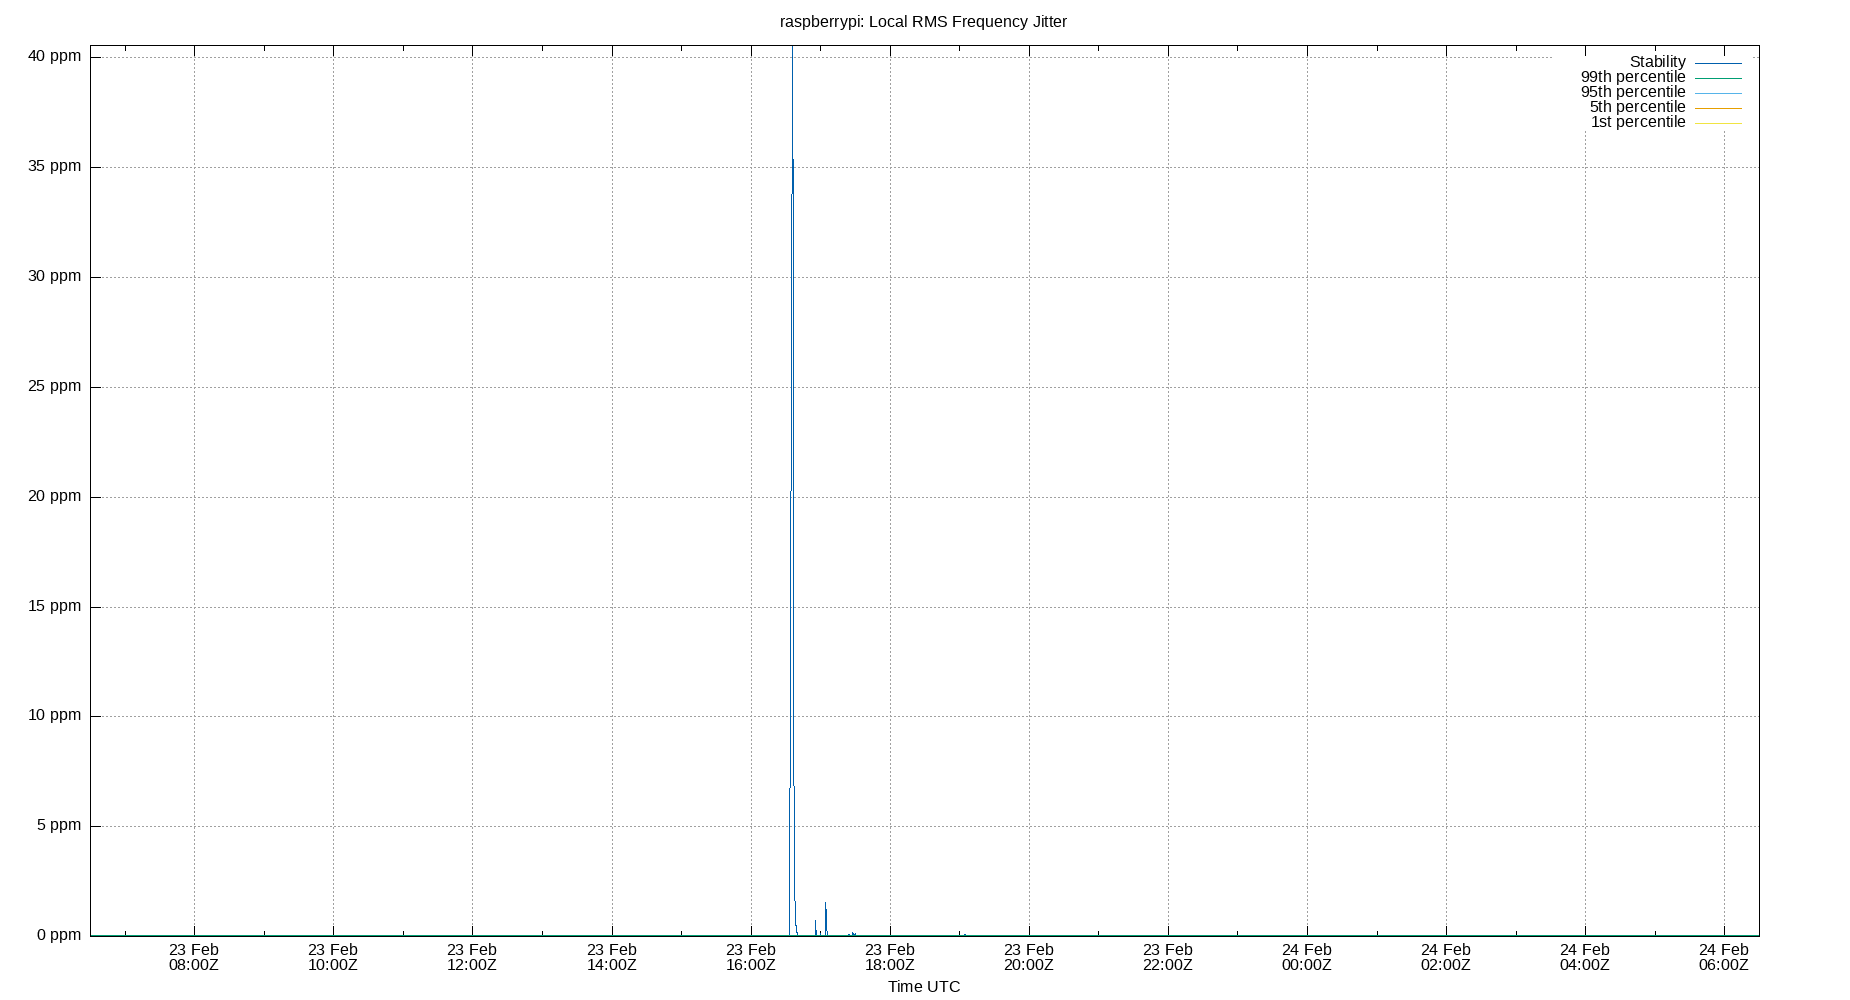 raspberrypi: Local RMS Frequency Jitter
40 ppm
35 ppm
30 ppm
25 ppm
20 ppm
15 ppm
10 ppm
5 ppm
0 ppm
Stability
99th percentile
95th percentile
5th percentile
1st percentile
23 Feb
08:00Z
23 Feb
10:00Z
23 Feb
12:00Z
23 Feb
14:00Z
23 Feb
16:00Z
23 Feb
18:00Z
23 Feb
20:00Z
23 Feb
22:00Z
24 Feb
00:00Z
24 Feb
02:00Z
24 Feb
04:00Z
24 Feb
06:00Z
Time UTC